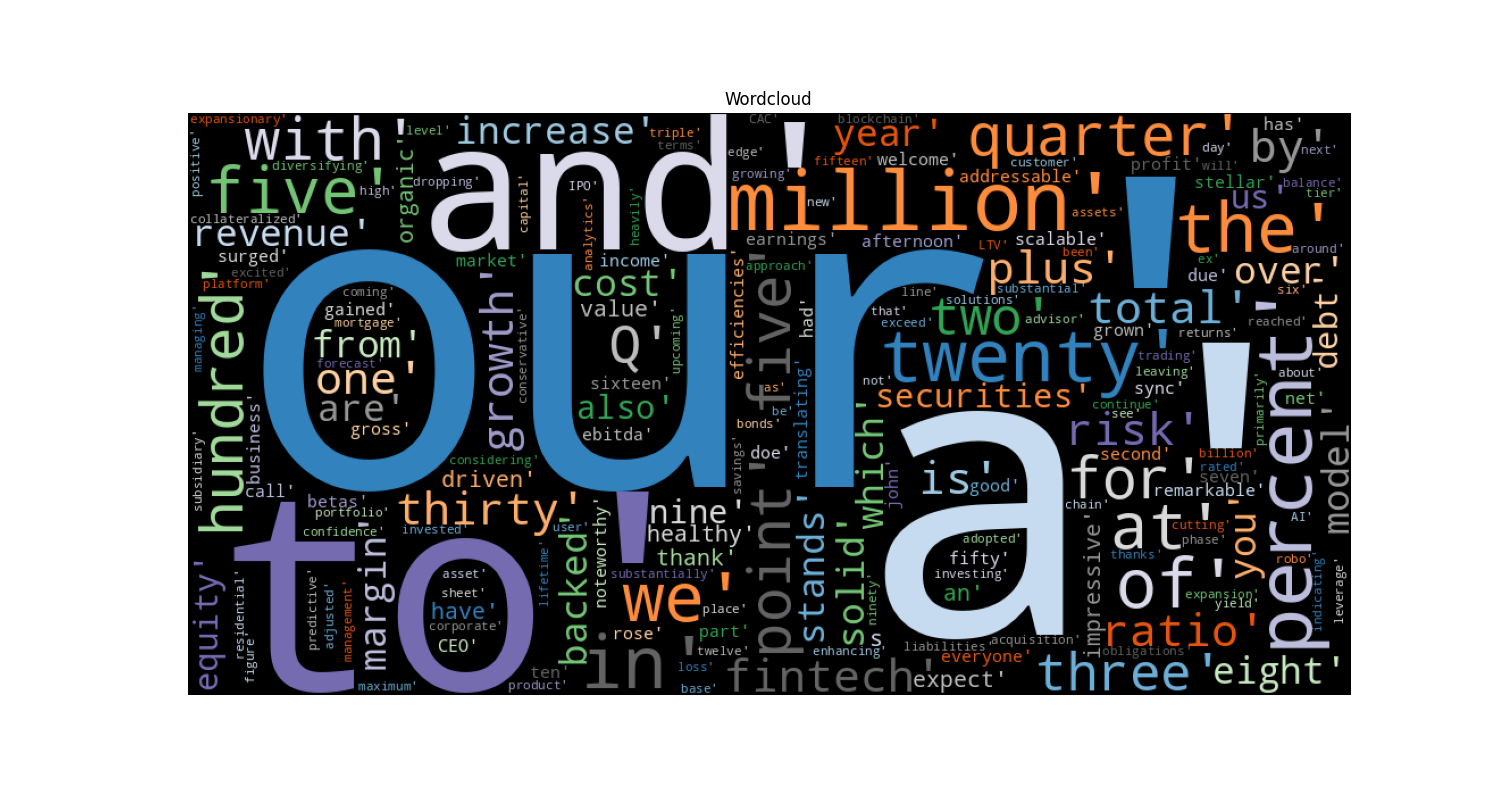 Wordcloud
expansionary'
with'
level'
increase'
triple'
terms'
CAC'
blockchain'
year'
quarter'
has'
by'
day'
next'
positive'
diversifying'
five'
high'
organic'
dropping'
and'
edge'
fifteen'
welcome'
customer'
profit'
will'
capital'
IPO'
heavily'
analytics'
growing'
million'
new'
addressable'
assets'
stellar'
us'
balance'
tier'
collateralized'
revenue'
earnings'
afternoon'
LTV'
scalable'
been'
the'
around'
surged'
excited'
platform'
market'
income'
cost'
value'
approach'
efficiencies'
plus'
substantial'
ex'
due'
over'
six'
hundred'
coming'
gained'
mortgage'
from'
forecast'
one'
are'
gross'
managing'
our'
growth'
conservative'
Q'
upcoming'
sixteen'
also'
ebitda'
five'
had'
line'
solutions'
that'
exceed'
two'
advisor'
total'
grown'
returns'
reached'
debt'
twenty'
trading'
leaving'
sync'
about'
net'
not'
as'
be'
bonds'
translating'
securities'
continue'
see'
risk'
primarily'
percent'
business'
subsidiary'
call'
betas'
portfolio'
confidence'
considering'
driven'
thirty'
invested'
user'
savings'
doe'
point'
which'
john'
is'
good'
a'
for'
second'
billion'
rated'
seven'
remarkable'
model'
chain'
AI'
nine'
healthy'
thank'
substantially'
noteworthy'
backed'
lifetime'
margin'
to'
stands'
solid'
adopted'
fifty'
investing'
an'
ninety'
at'
cutting'
phase'
thanks'
you'
robo'
of'
expansion'
yield'
indicating'
leverage'
impressive'
equity'
residential'
figure'
predictive'
adjusted'
management'
asset'
sheet'
have'
corporate'
CEO'
we'
place'
rose'
part'
in'
twelve'
ten'
product'
maximum'
loss'
base'
s
enhancing'
liabilities'
acquisition'
everyone'
obligations'
ratio'
fintech'
expect'
three'
eight'